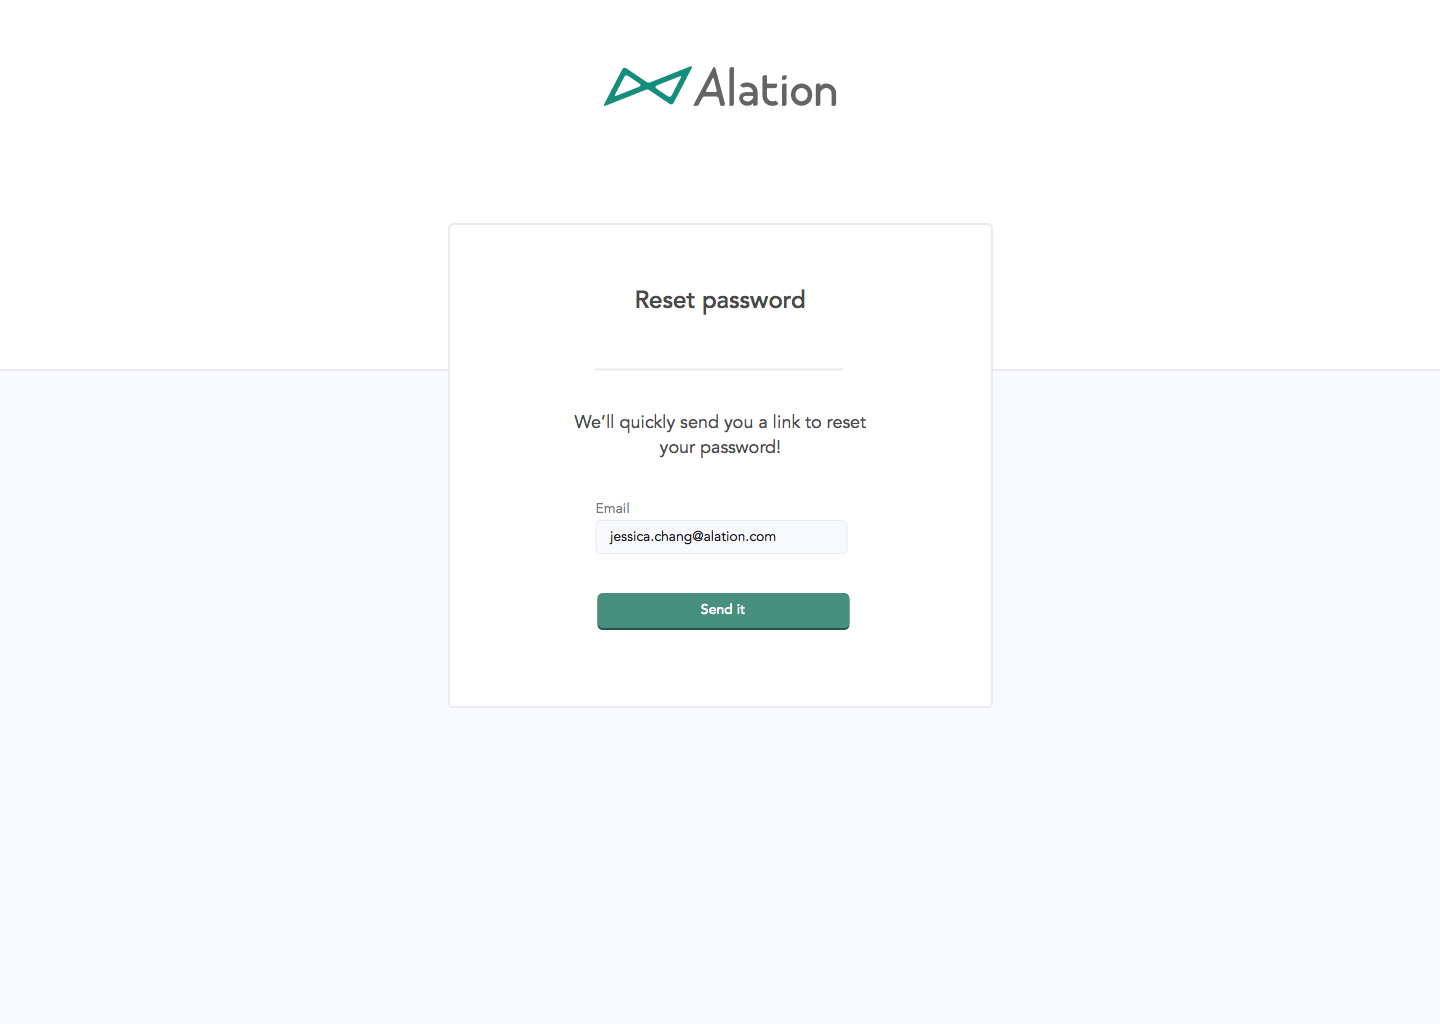 Alation
Reset password
We’ll quickly send you a link to reset
your password!
Email
jessica.chang@alation.com
Send it